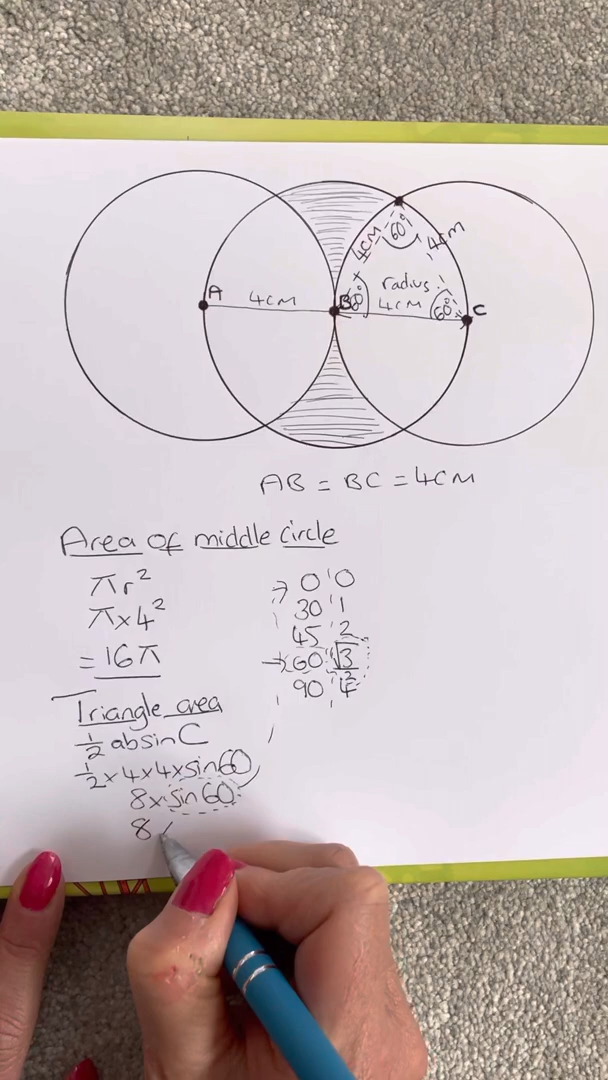 4cm 60° 4cm
A 4cm B 60° radius 4cm 60° C
AB = BC = 4cm
Area of middle circle
πr²
π×4²
= 16π
→ 0 0
30 1
45 2
→ 60 √3/2
90 4
Triangle area
½ absinC
½×4×4×sin60
8×sin60
8